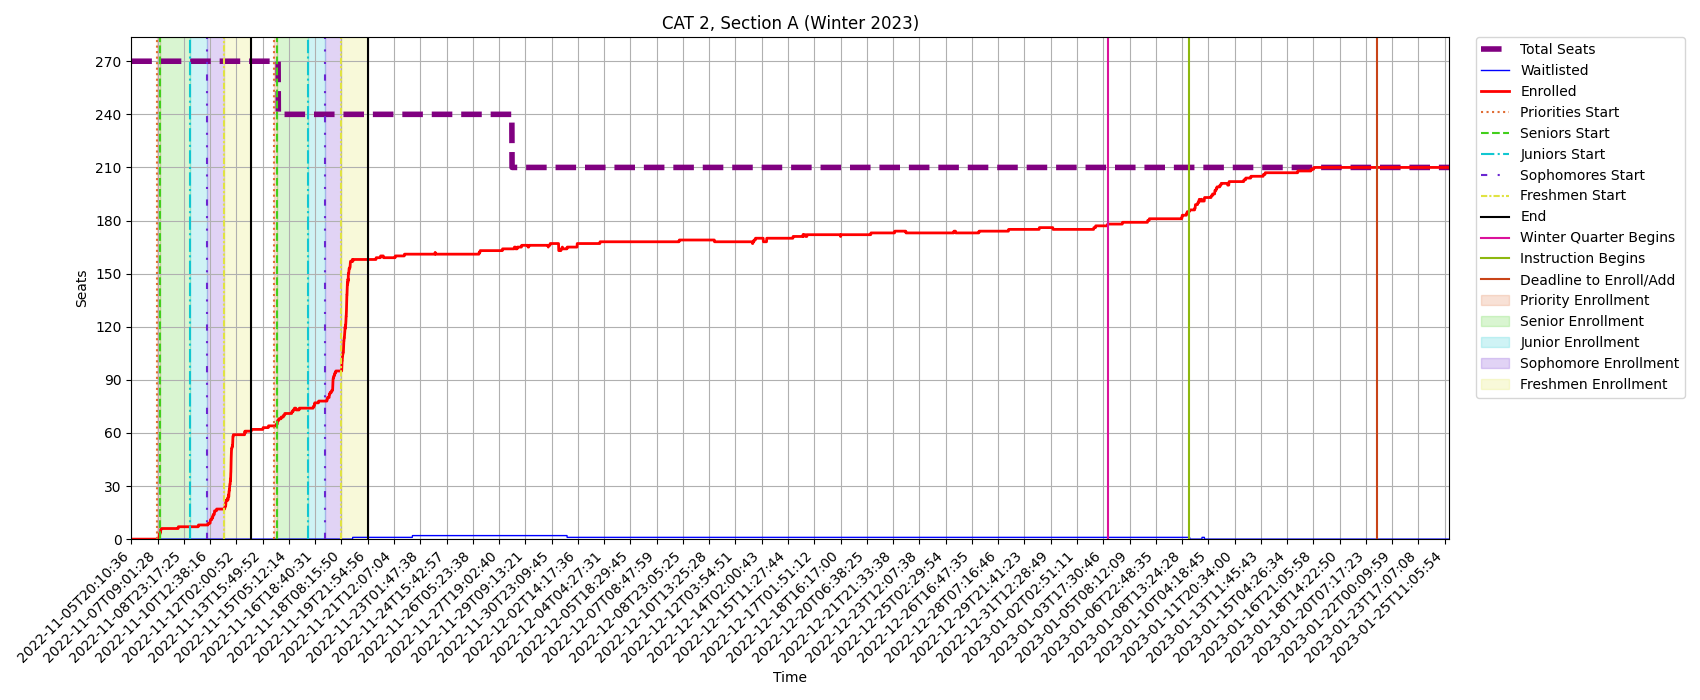 CAT 2, Section A (Winter 2023)
Seats
270
240
210
180
150
120
90
60
30
0
2022-11-05T20:10:36
2022-11-07T09:01:28
2022-11-08T23:17:25
2022-11-10T12:38:16
2022-11-12T02:00:52
2022-11-13T15:49:52
2022-11-15T05:12:14
2022-11-16T18:40:31
2022-11-18T08:15:50
2022-11-19T21:54:56
2022-11-21T12:07:04
2022-11-23T01:47:38
2022-11-24T15:42:57
2022-11-26T05:23:38
2022-11-27T19:02:40
2022-11-29T09:13:21
2022-11-30T23:09:45
2022-12-02T14:17:36
2022-12-04T04:27:31
2022-12-05T18:29:45
2022-12-07T08:47:59
2022-12-08T23:05:25
2022-12-10T13:25:28
2022-12-12T03:54:51
2022-12-14T02:00:43
2022-12-15T11:27:44
2022-12-17T01:51:12
2022-12-18T16:17:00
2022-12-20T06:38:25
2022-12-21T21:33:38
2022-12-23T12:07:38
2022-12-25T02:29:54
2022-12-26T16:47:35
2022-12-28T07:16:46
2022-12-29T21:41:23
2022-12-31T12:28:49
2023-01-02T02:51:11
2023-01-03T17:30:46
2023-01-05T08:12:09
2023-01-06T22:48:35
2023-01-08T13:24:28
2023-01-10T04:18:45
2023-01-11T20:34:00
2023-01-13T11:45:43
2023-01-15T04:26:34
2023-01-16T21:05:58
2023-01-18T14:22:50
2023-01-20T07:17:23
2023-01-22T00:09:59
2023-01-23T17:07:08
2023-01-25T11:05:54
Time
Total Seats
Waitlisted
Enrolled
Priorities Start
Seniors Start
Juniors Start
Sophomores Start
Freshmen Start
End
Winter Quarter Begins
Instruction Begins
Deadline to Enroll/Add
Priority Enrollment
Senior Enrollment
Junior Enrollment
Sophomore Enrollment
Freshmen Enrollment